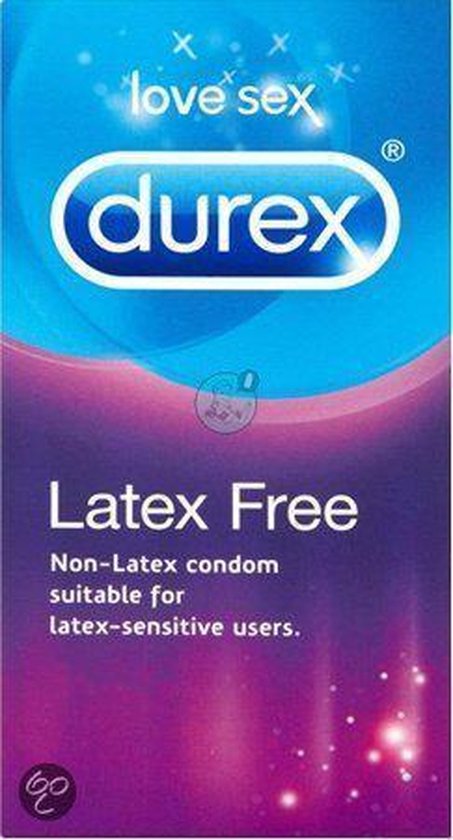 love sex
durex®
Latex Free
Non-Latex condom
suitable for
latex-sensitive users.